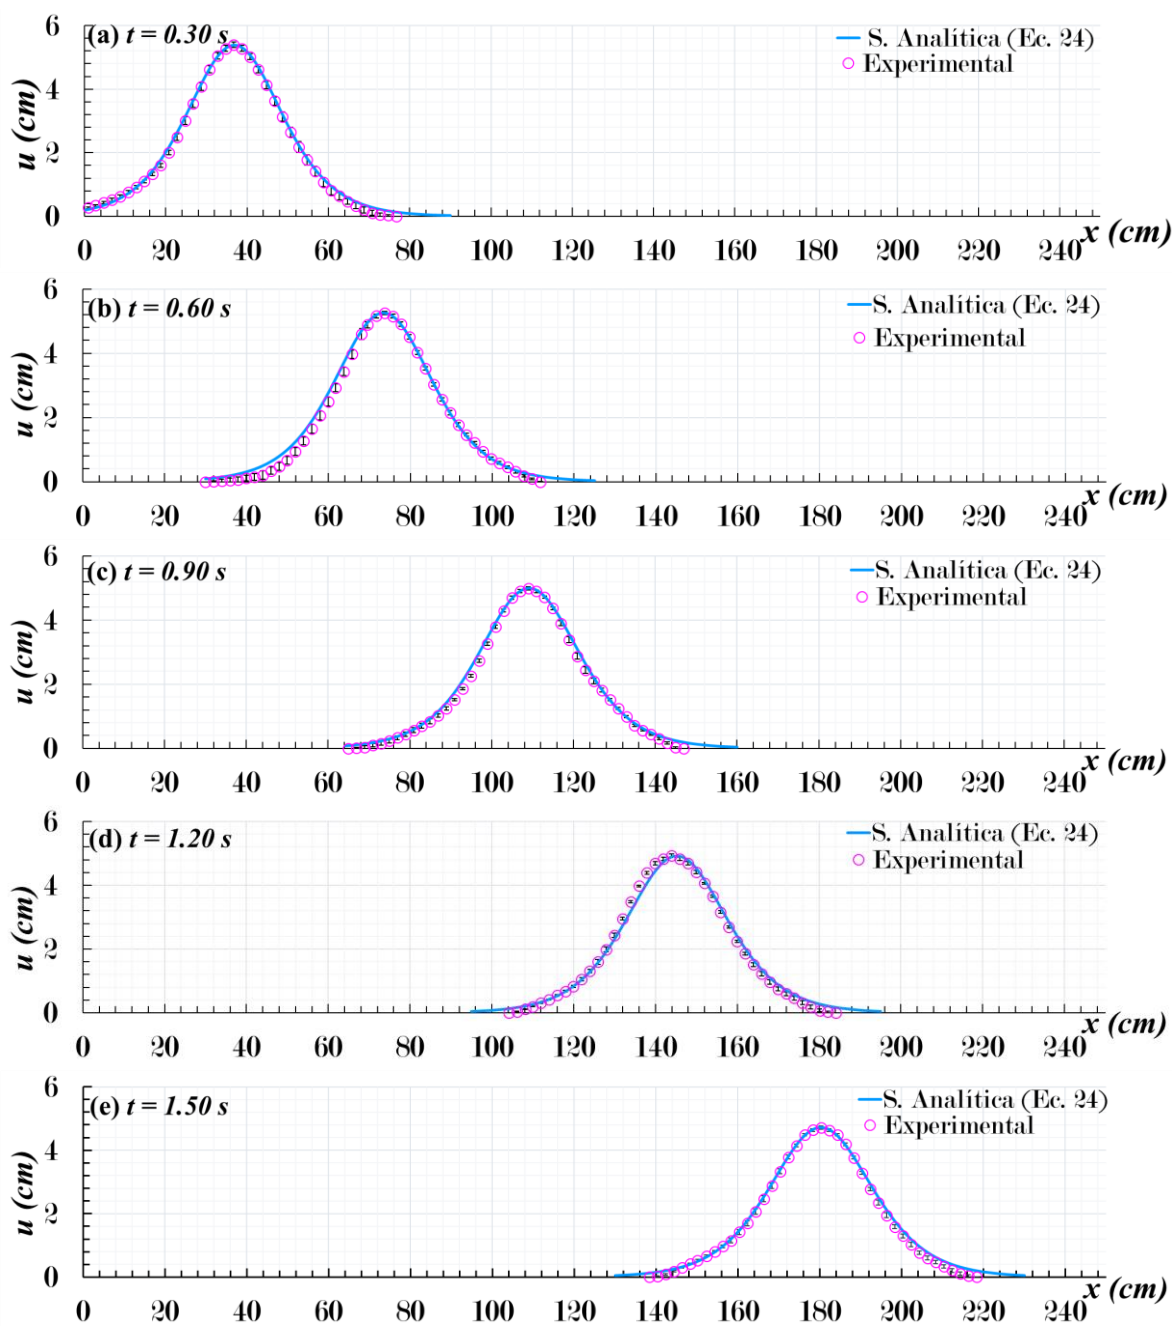 6
(a) t = 0.30 s
S. Analítica (Ec. 24)
Experimental
4
u (cm)
2
0
0 20 40 60 80 100 120 140 160 180 200 220 240
x (cm)
6
(b) t = 0.60 s
S. Analítica (Ec. 24)
Experimental
4
u (cm)
2
0
0 20 40 60 80 100 120 140 160 180 200 220 240
x (cm)
6
(c) t = 0.90 s
S. Analítica (Ec. 24)
Experimental
4
u (cm)
2
0
0 20 40 60 80 100 120 140 160 180 200 220 240
x (cm)
6
(d) t = 1.20 s
S. Analítica (Ec. 24)
Experimental
4
u (cm)
2
0
0 20 40 60 80 100 120 140 160 180 200 220 240
x (cm)
6
(e) t = 1.50 s
S. Analítica (Ec. 24)
Experimental
4
u (cm)
2
0
0 20 40 60 80 100 120 140 160 180 200 220 240
x (cm)